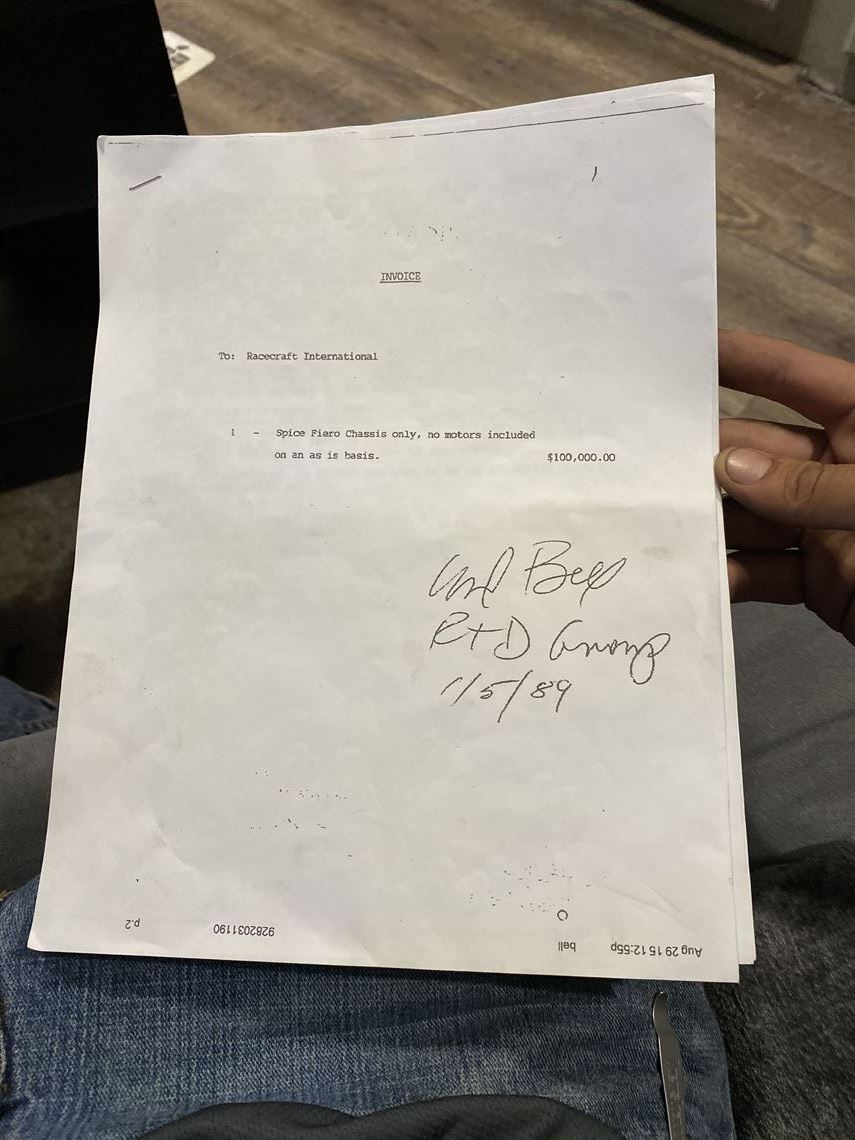 INVOICE
To: Racecraft International
1 - Spice Fiero Chassis only, no motors included
on an as is basis. $100,000.00
Bell
R+D Group
1/5/89
Aug 29 15 12:55p bell 9282031190 p.2